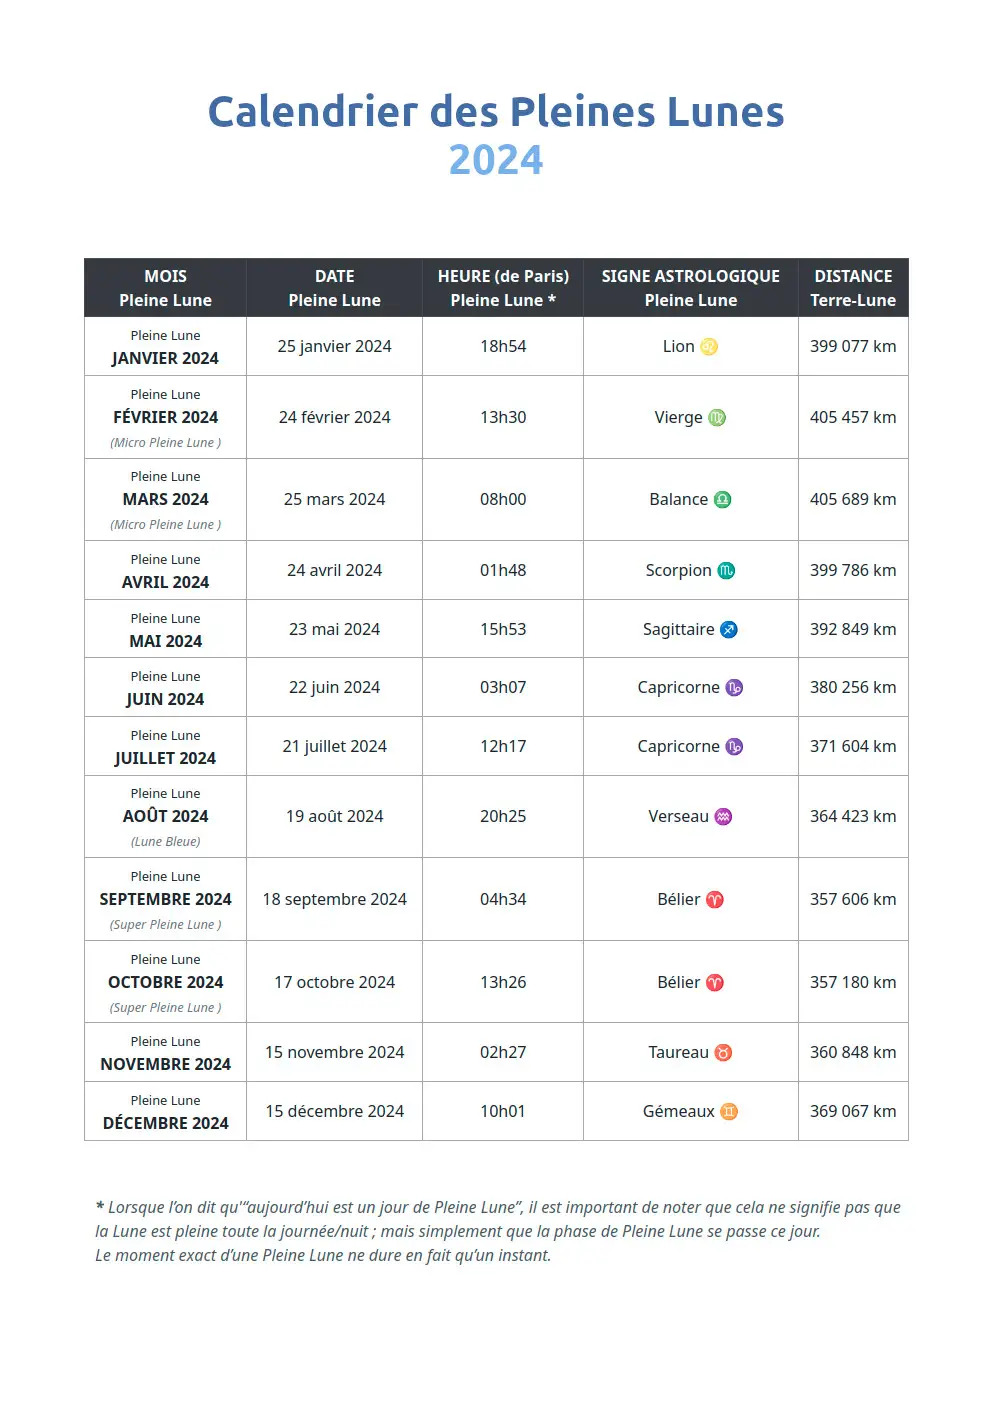 Calendrier des Pleines Lunes
2024
MOIS Pleine Lune | DATE Pleine Lune | HEURE (de Paris) Pleine Lune * | SIGNE ASTROLOGIQUE Pleine Lune | DISTANCE Terre-Lune
Pleine Lune
JANVIER 2024 | 25 janvier 2024 | 18h54 | Lion ♌ | 399 077 km
Pleine Lune
FÉVRIER 2024 | 24 février 2024 | 13h30 | Vierge ♍ | 405 457 km
(Micro Pleine Lune )
Pleine Lune
MARS 2024 | 25 mars 2024 | 08h00 | Balance ♎ | 405 689 km
(Micro Pleine Lune )
Pleine Lune
AVRIL 2024 | 24 avril 2024 | 01h48 | Scorpion ♏ | 399 786 km
Pleine Lune
MAI 2024 | 23 mai 2024 | 15h53 | Sagittaire ♐ | 392 849 km
Pleine Lune
JUIN 2024 | 22 juin 2024 | 03h07 | Capricorne ♑ | 380 256 km
Pleine Lune
JUILLET 2024 | 21 juillet 2024 | 12h17 | Capricorne ♑ | 371 604 km
Pleine Lune
AOÛT 2024 | 19 août 2024 | 20h25 | Verseau ♒ | 364 423 km
(Lune Bleue)
Pleine Lune
SEPTEMBRE 2024 | 18 septembre 2024 | 04h34 | Bélier ♈ | 357 606 km
(Super Pleine Lune )
Pleine Lune
OCTOBRE 2024 | 17 octobre 2024 | 13h26 | Bélier ♈ | 357 180 km
(Super Pleine Lune )
Pleine Lune
NOVEMBRE 2024 | 15 novembre 2024 | 02h27 | Taureau ♉ | 360 848 km
Pleine Lune
DÉCEMBRE 2024 | 15 décembre 2024 | 10h01 | Gémeaux ♊ | 369 067 km
* Lorsque l’on dit qu'“aujourd’hui est un jour de Pleine Lune”, il est important de noter que cela ne signifie pas que
la Lune est pleine toute la journée/nuit ; mais simplement que la phase de Pleine Lune se passe ce jour.
Le moment exact d’une Pleine Lune ne dure en fait qu’un instant.